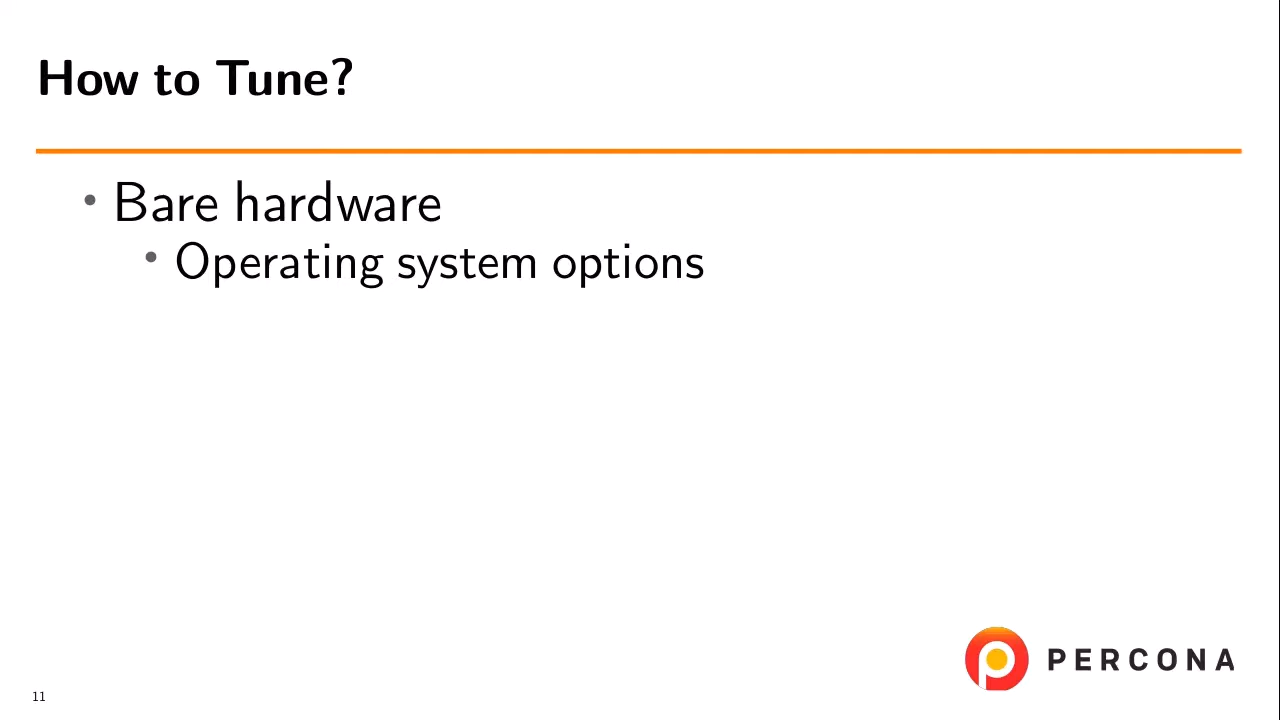 How to Tune?
• Bare hardware
• Operating system options
PERCONA
11